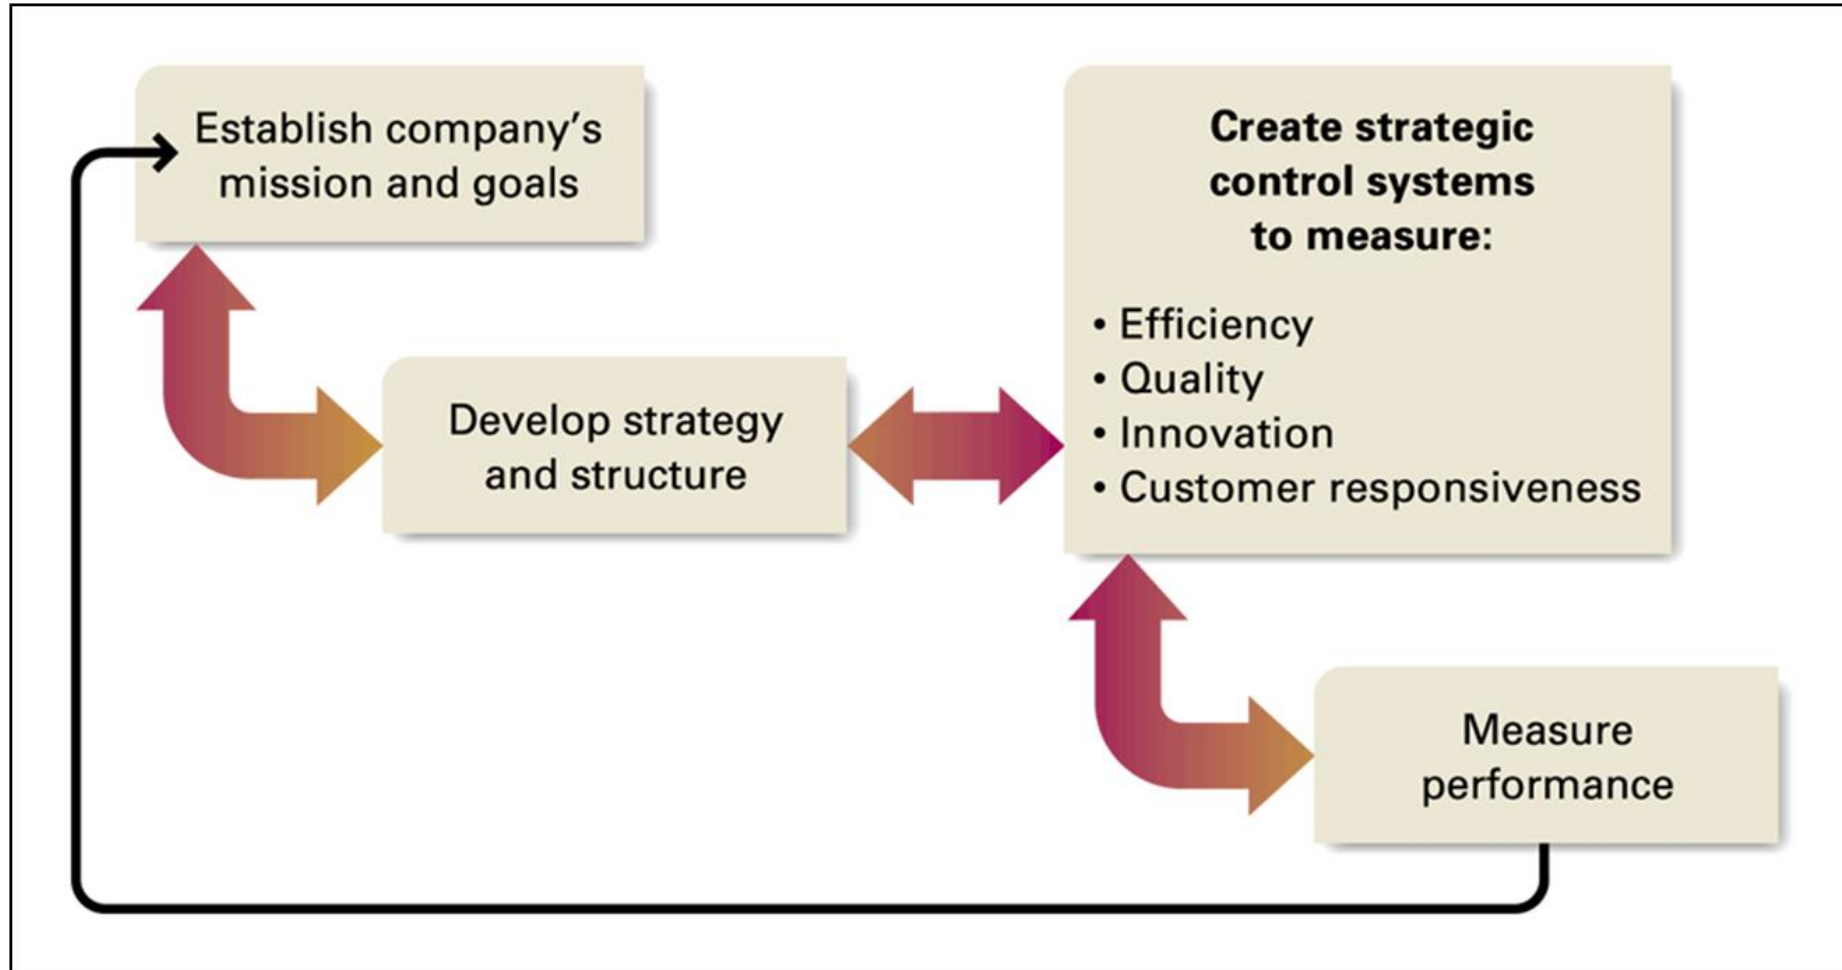 Establish company’s
mission and goals
Develop strategy
and structure
Create strategic
control systems
to measure:
• Efficiency
• Quality
• Innovation
• Customer responsiveness
Measure
performance